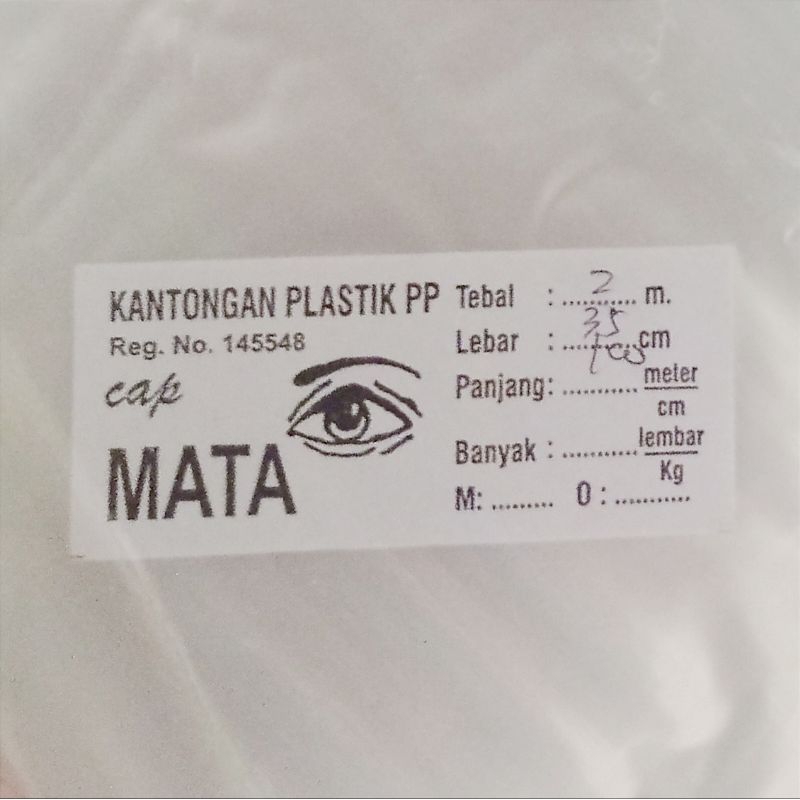 KANTONGAN PLASTIK PP
Reg. No. 145548
cap
MATA
Tebal : 2 m.
Lebar : 35 cm
Panjang: ........... meter
cm
Banyak : ........... lembar
Kg
M: ......... O : ...........